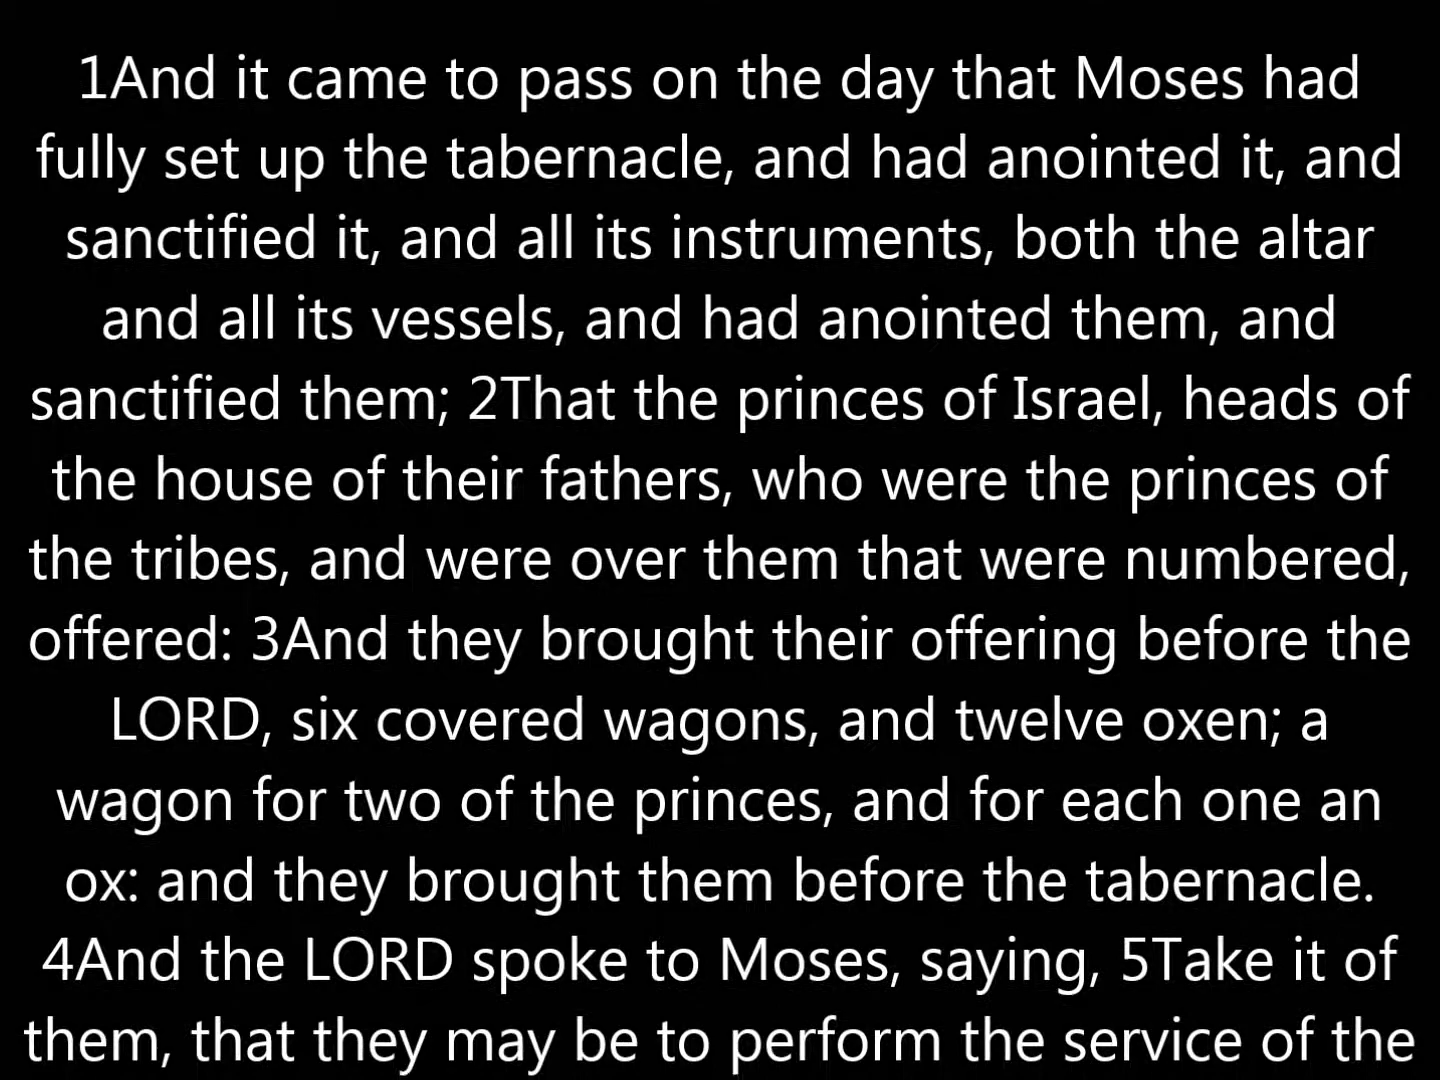 1And it came to pass on the day that Moses had
fully set up the tabernacle, and had anointed it, and
sanctified it, and all its instruments, both the altar
and all its vessels, and had anointed them, and
sanctified them; 2That the princes of Israel, heads of
the house of their fathers, who were the princes of
the tribes, and were over them that were numbered,
offered: 3And they brought their offering before the
LORD, six covered wagons, and twelve oxen; a
wagon for two of the princes, and for each one an
ox: and they brought them before the tabernacle.
4And the LORD spoke to Moses, saying, 5Take it of
them, that they may be to perform the service of the